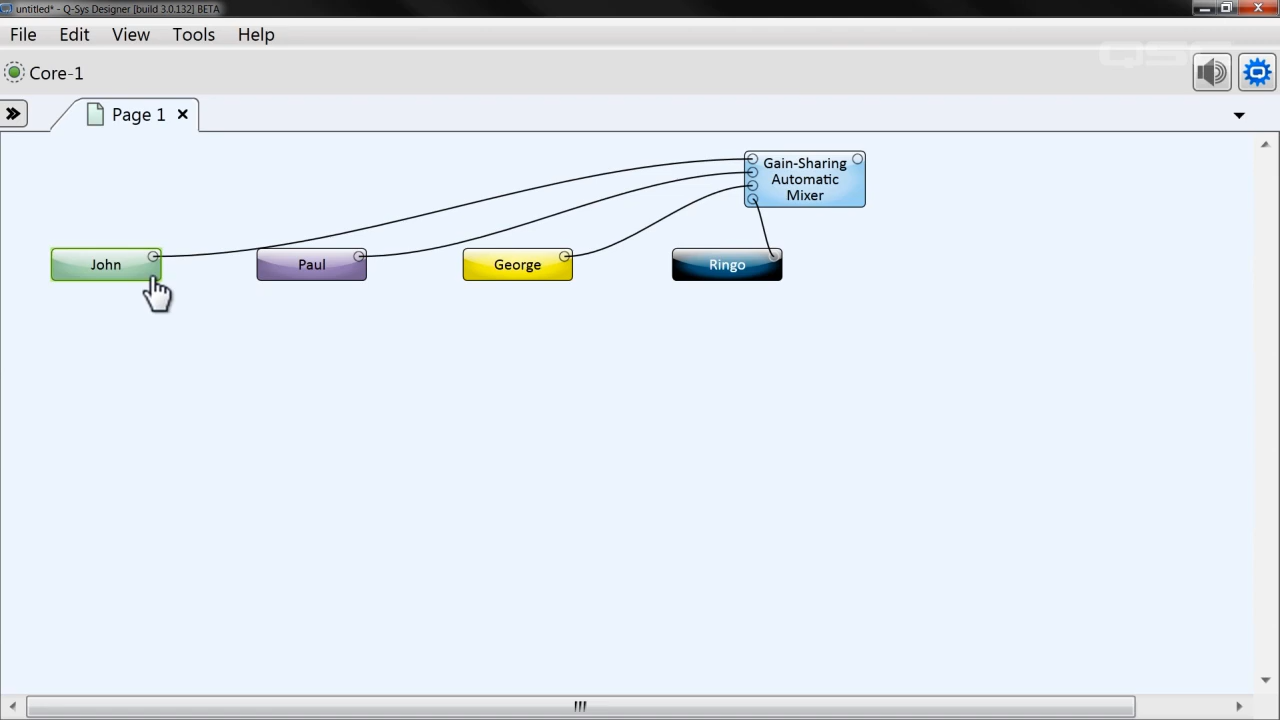 untitled* - Q-Sys Designer [build 3.0.132] BETA
File Edit View Tools Help
QSC
Core-1
Page 1
Gain-Sharing
Automatic
Mixer
John Paul George Ringo